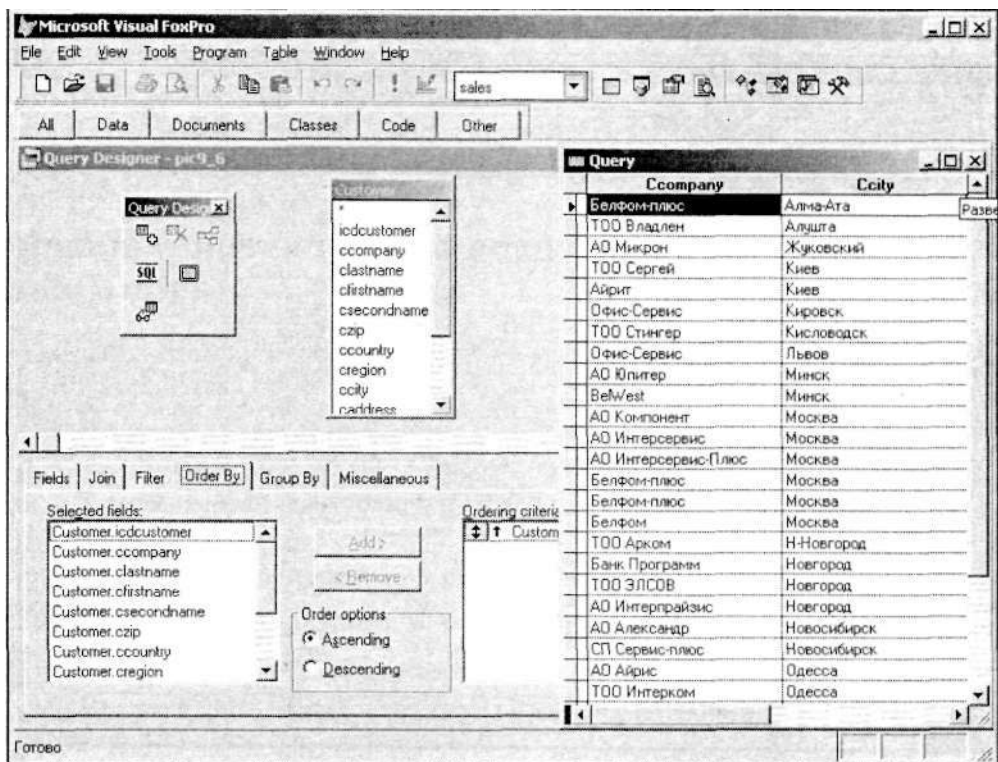 Microsoft Visual FoxPro
File Edit View Tools Program Table Window Help
sales
All Data Documents Classes Code Other
Query Designer - pic9_6
Query Desig
SQL
Customer
*
icdcustomer
ccompany
clastname
cfirstname
csecondname
czip
ccountry
cregion
ccity
caddress
Fields Join Filter Order By Group By Miscellaneous
Selected fields:
Customer.icdcustomer
Customer.ccompany
Customer.clastname
Customer.cfirstname
Customer.csecondname
Customer.czip
Customer.ccountry
Customer.cregion
Add >
< Remove
Order options
Ascending
Descending
Ordering criteria
Custom
Query
Ccompany Ccity
Белфом-плюс Алма-Ата
Разве
ТОО Владлен Алушта
АО Микрон Жуковский
ТОО Сергей Киев
Айрит Киев
Офис-Сервис Кировск
ТОО Стингер Кисловодск
Офис-Сервис Львов
АО Юпитер Минск
BelWest Минск
АО Компонент Москва
АО Интерсервис Москва
АО Интерсервис-Плюс Москва
Белфом-плюс Москва
Белфом-плюс Москва
Белфом Москва
ТОО Арком Н-Новгород
Банк Программ Новгород
ТОО ЭЛСОВ Новгород
АО Интерпрайзис Новгород
АО Александр Новосибирск
СП Сервис-плюс Новосибирск
АО Айрис Одесса
ТОО Интерком Одесса
Готово